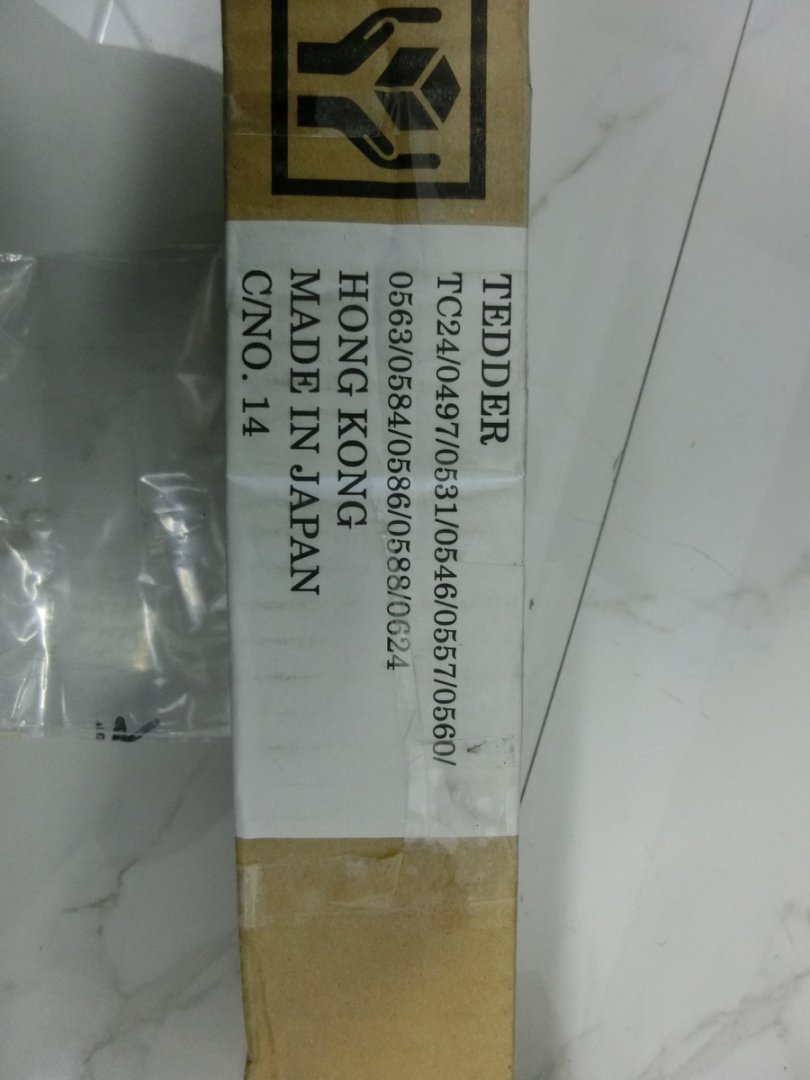 TEDDER
TC24/0497/0531/0546/0557/0560/
0563/0584/0586/0588/0624
HONG KONG
MADE IN JAPAN
C/NO. 14